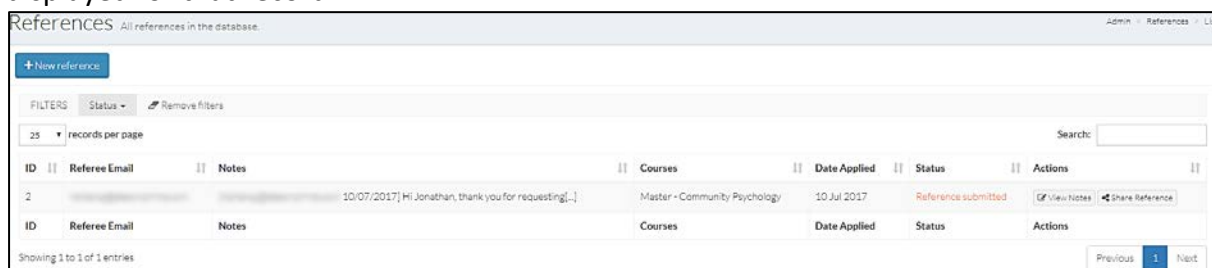 References All references in the database. Admin > References >
+ New reference
FILTERS Status Remove filters
25 records per page Search:
ID Referee Email Notes Courses Date Applied Status Actions
2 10/07/2017] Hi Jonathan, thank you for requesting[...] Master - Community Psychology 10 Jul 2017 Reference submitted View Notes Share Reference
ID Referee Email Notes Courses Date Applied Status Actions
Showing 1 to 1 of 1 entries Previous 1 Next